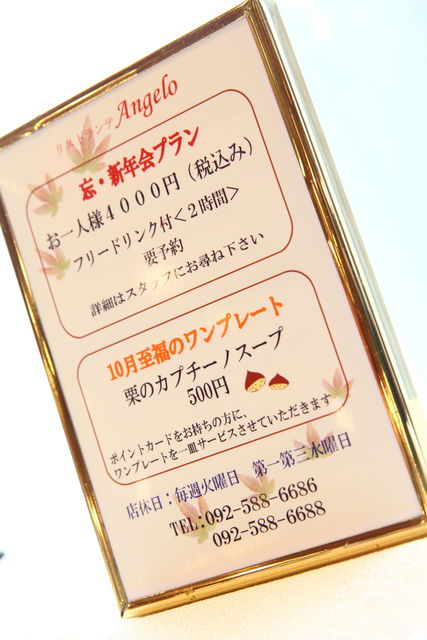 リストランテAngelo
忘・新年会プラン
お一人様4000円(税込み)
フリードリンク付<2時間>
要予約
詳細はスタッフにお尋ね下さい
10月至福のワンプレート
栗のカプチーノスープ
500円
ポイントカードをお持ちの方に、
ワンプレートを一皿サービスさせていただきます
店休日：毎週火曜日 第一第三水曜日
TEL:092-588-6686
092-588-6688